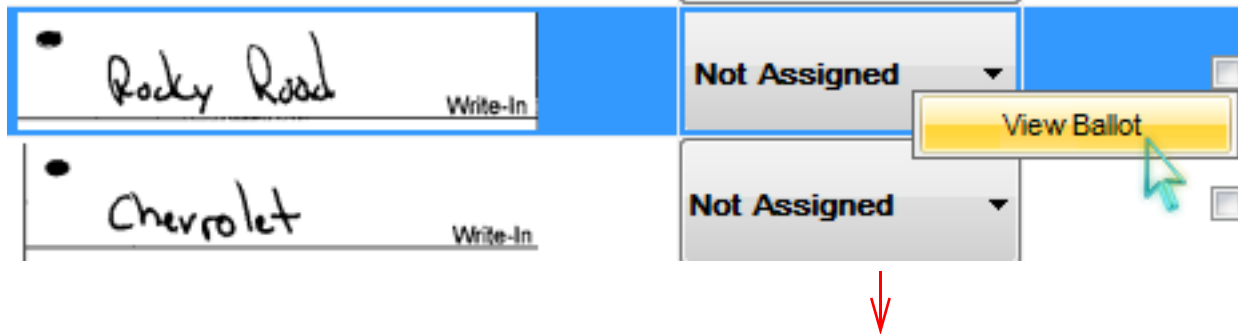 Rocky Road
Write-In
Not Assigned
View Ballot
Chevrolet
Write-In
Not Assigned